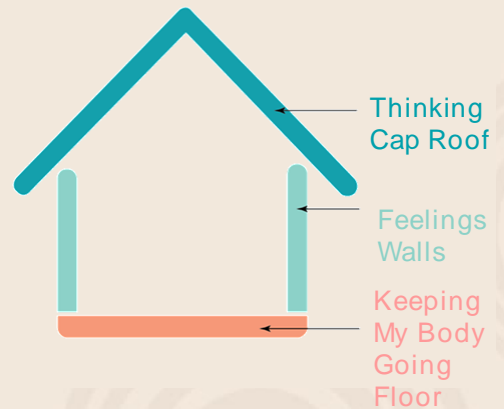 Thinking
Cap Roof
Feelings
Walls
Keeping
My Body
Going
Floor